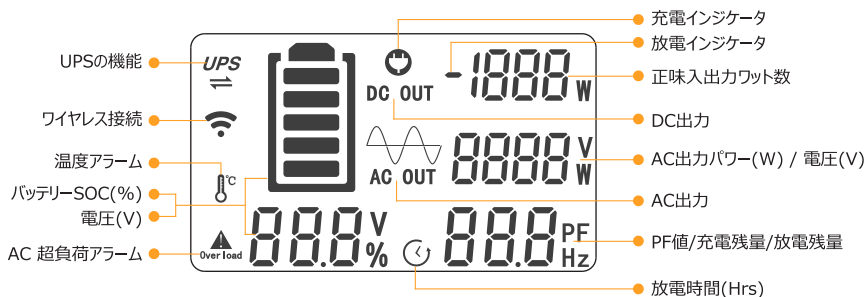 充電インジケータ
放電インジケータ
UPSの機能
UPS
-1888 W
正味入出力ワット数
DC OUT
DC出力
ワイヤレス接続
8888 V W
AC出力パワー(W) / 電圧(V)
温度アラーム
℃
AC OUT
バッテリーSOC(%)
電圧(V)
AC出力
88.8 V %
88.8 PF Hz
PF値/充電残量/放電残量
AC 超負荷アラーム
Over load
放電時間(Hrs)